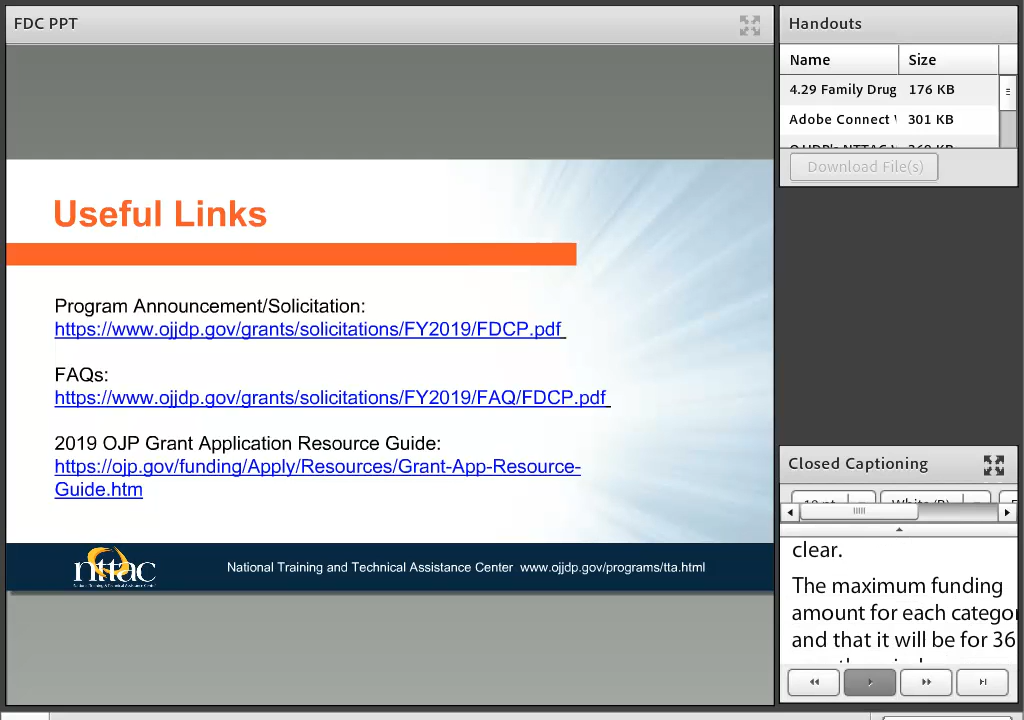 FDC PPT
Useful Links
Program Announcement/Solicitation:
https://www.ojjdp.gov/grants/solicitations/FY2019/FDCP.pdf
FAQs:
https://www.ojjdp.gov/grants/solicitations/FY2019/FAQ/FDCP.pdf
2019 OJP Grant Application Resource Guide:
https://ojp.gov/funding/Apply/Resources/Grant-App-Resource-
Guide.htm
nttac
National Training and Technical Assistance Center www.ojjdp.gov/programs/tta.html
Handouts
Name Size
4.29 Family Drug 176 KB
Adobe Connect 301 KB
Download File(s)
Closed Captioning
clear.
The maximum funding
amount for each catego
and that it will be for 36